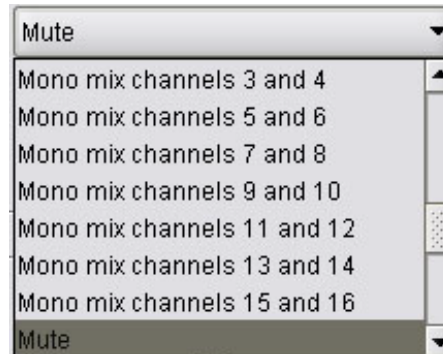 Mute
Mono mix channels 3 and 4
Mono mix channels 5 and 6
Mono mix channels 7 and 8
Mono mix channels 9 and 10
Mono mix channels 11 and 12
Mono mix channels 13 and 14
Mono mix channels 15 and 16
Mute